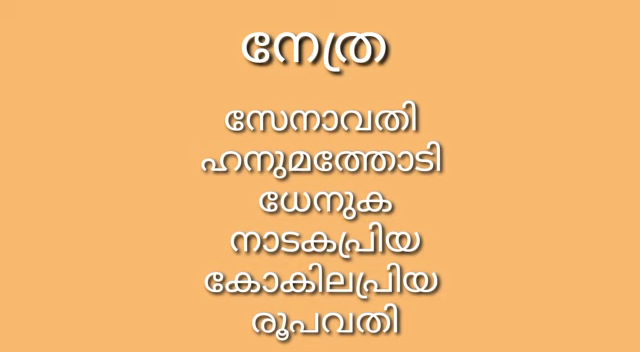 നേത്ര
സേനാവതി
ഹനുമത്തോടി
ധേനുക
നാടകപ്രിയ
കോകിലപ്രിയ
രൂപവതി